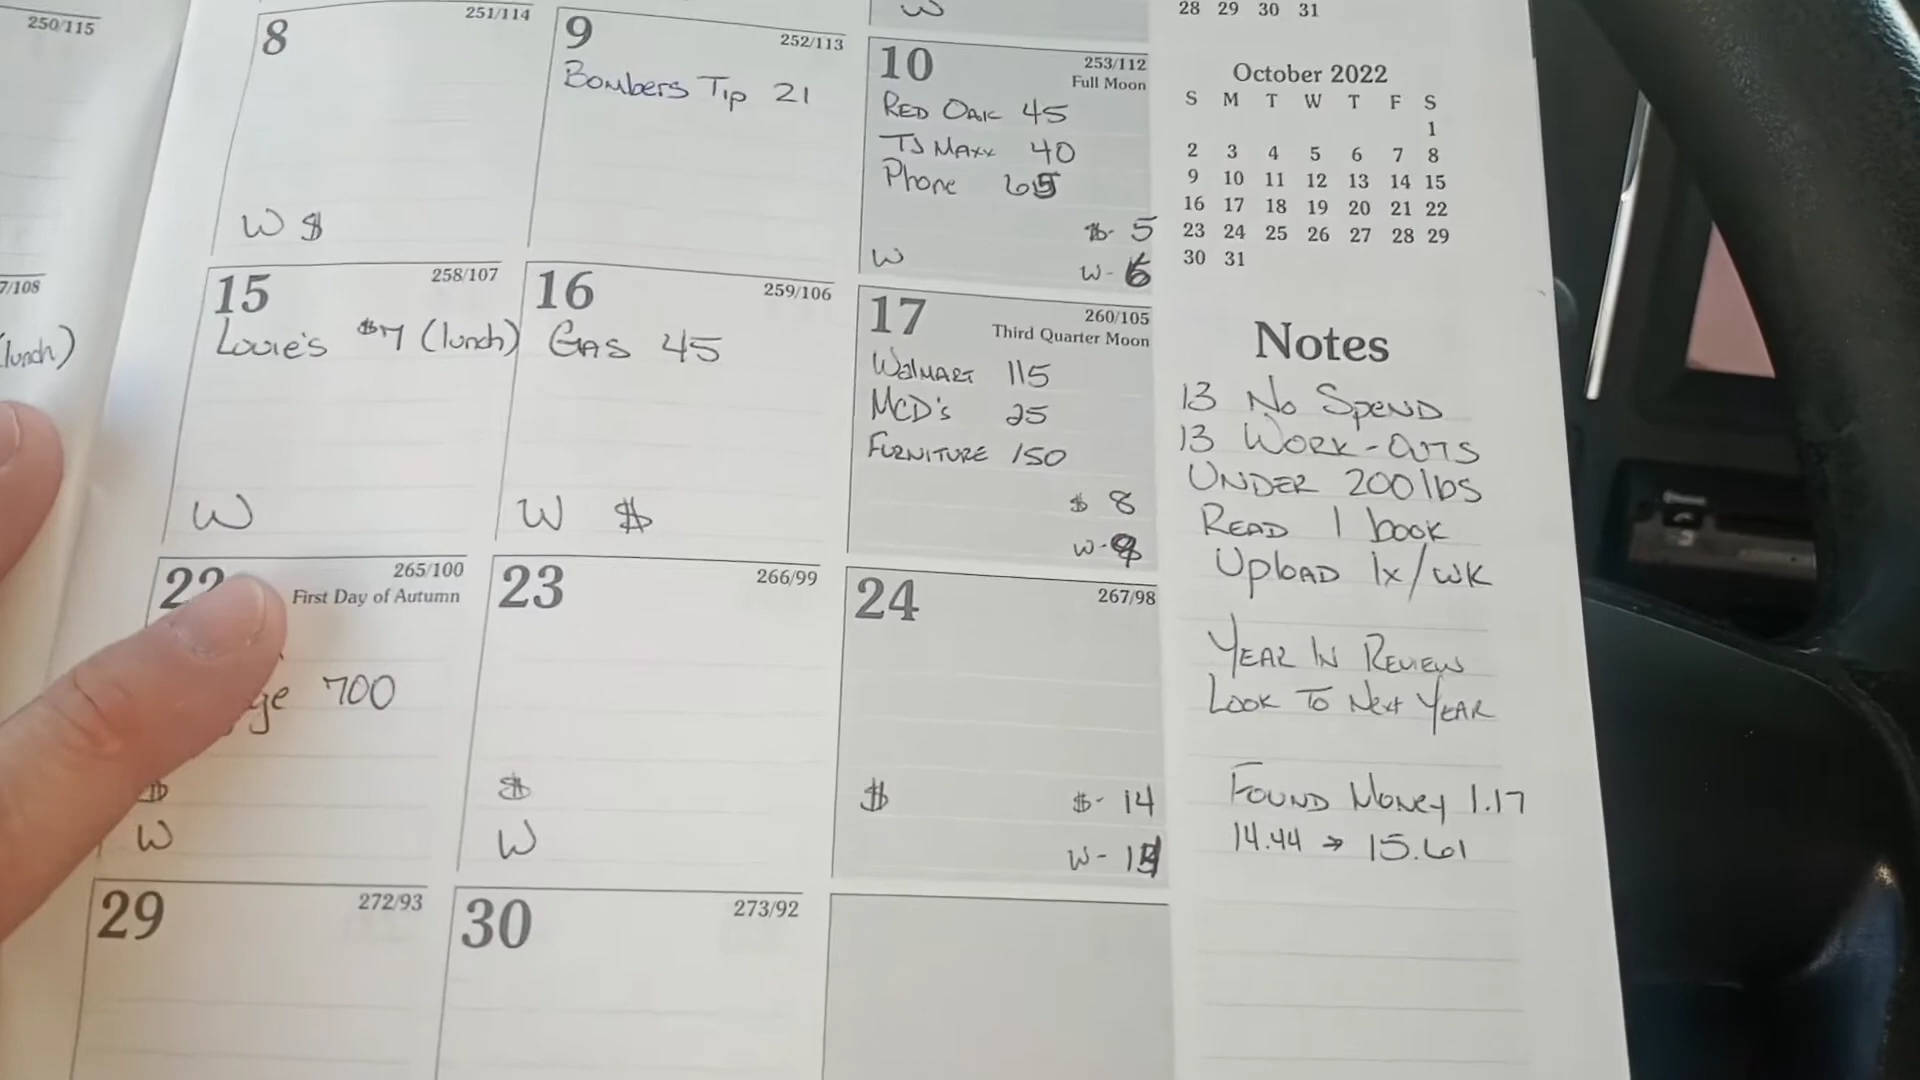 250/115
7/108
(lunch)
8
251/114
W $
9
252/113
Bombers Tip 21
W
10
253/112
Full Moon
RED OAK 45
TJ MAXX 40
Phone 65
$- 5
W
W- 6
15
258/107
Louie's $7 (lunch)
W
16
259/106
GAS 45
W $
17
260/105
Third Quarter Moon
WalMART 115
McD's 25
FURNITURE 150
$ 8
W-9
22
265/100
First Day of Autumn
ge 700
$
W
23
266/99
$
W
24
267/98
$
$- 14
W-
29
272/93
30
273/92
28 29 30 31
October 2022
S M T W T F S
1
2 3 4 5 6 7 8
9 10 11 12 13 14 15
16 17 18 19 20 21 22
23 24 25 26 27 28 29
30 31
Notes
13 No SPEND
13 WORK-OUTS
UNDER 200 lbs
READ 1 book
UploAD 1x/wk
YEAR IN REVIEW
LOOK TO NEXT YEAR
FOUND MONEY 1.17
14.44 → 15.61